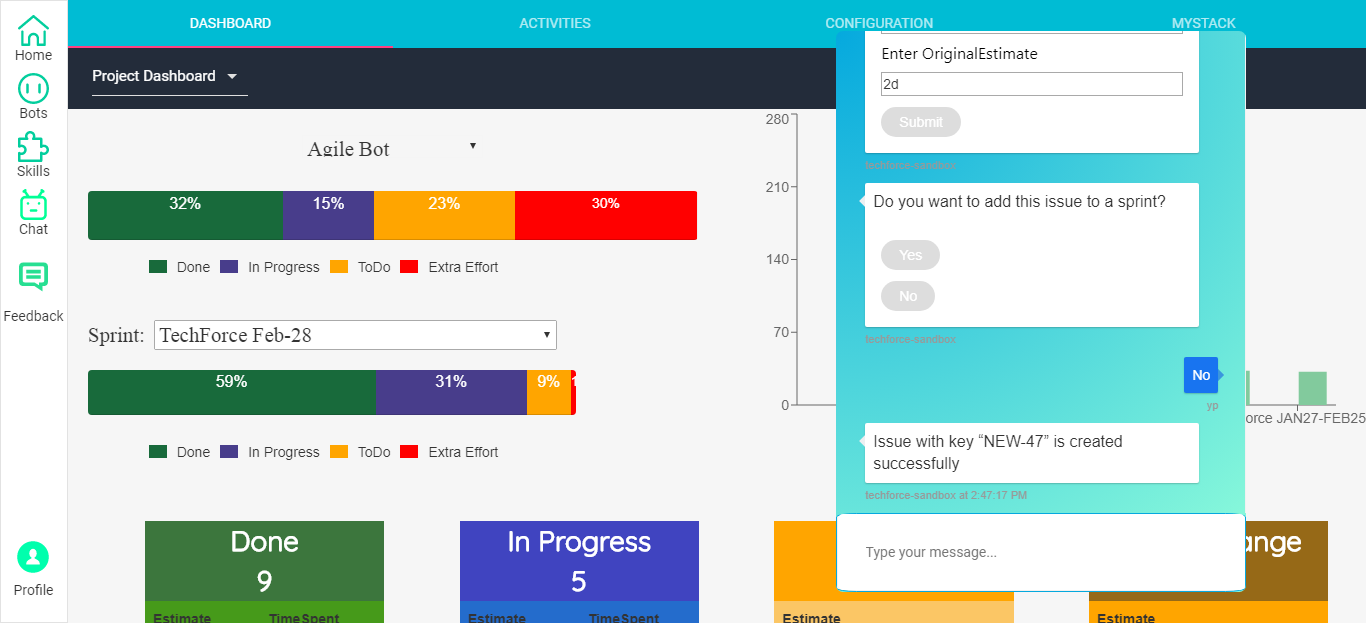 DASHBOARD
ACTIVITIES
CONFIGURATION
MYSTACK
Home
Bots
Skills
Chat
Feedback
Profile
Project Dashboard
Agile Bot
32%
15%
23%
30%
Done
In Progress
ToDo
Extra Effort
Sprint:
TechForce Feb-28
59%
31%
9%
Done
In Progress
ToDo
Extra Effort
280
210
140
70
0
orce JAN27-FEB25
Done
9
Estimate
TimeSpent
In Progress
5
Estimate
TimeSpent
Estimate
ange
Estimate
Enter OriginalEstimate
2d
Submit
techforce-sandbox
Do you want to add this issue to a sprint?
Yes
No
techforce-sandbox
No
yp
Issue with key “NEW-47” is created
successfully
techforce-sandbox at 2:47:17 PM
Type your message...